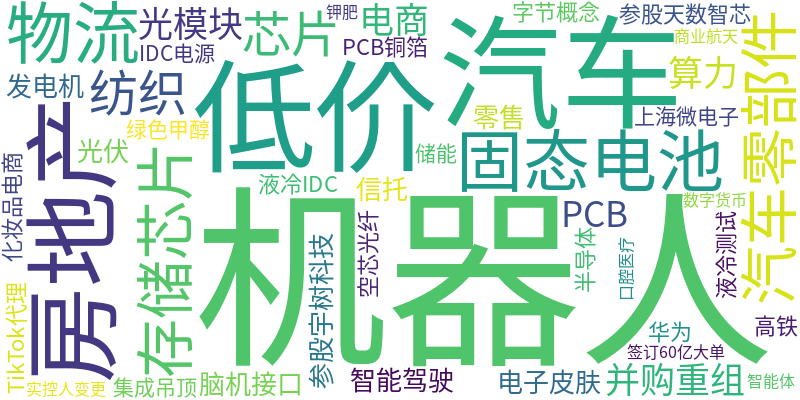 物流
光模块
芯片
钾肥
电商
字节概念
参股天数智芯
IDC电源
PCB铜箔
商业航天
汽车
发电机
纺织
低价
零售
算力
上海微电子
汽车零部件
绿色甲醇
光伏
储能
固态电池
化妆品电商
房地产
存储芯片
液冷IDC
信托
PCB
数字货币
机器人
空芯光纤
参股宇树科技
半导体
口腔医疗
液冷测试
TikTok代理
华为
高铁
签订60亿大单
实控人变更
集成吊顶
脑机接口
智能驾驶
电子皮肤
并购重组
智能体